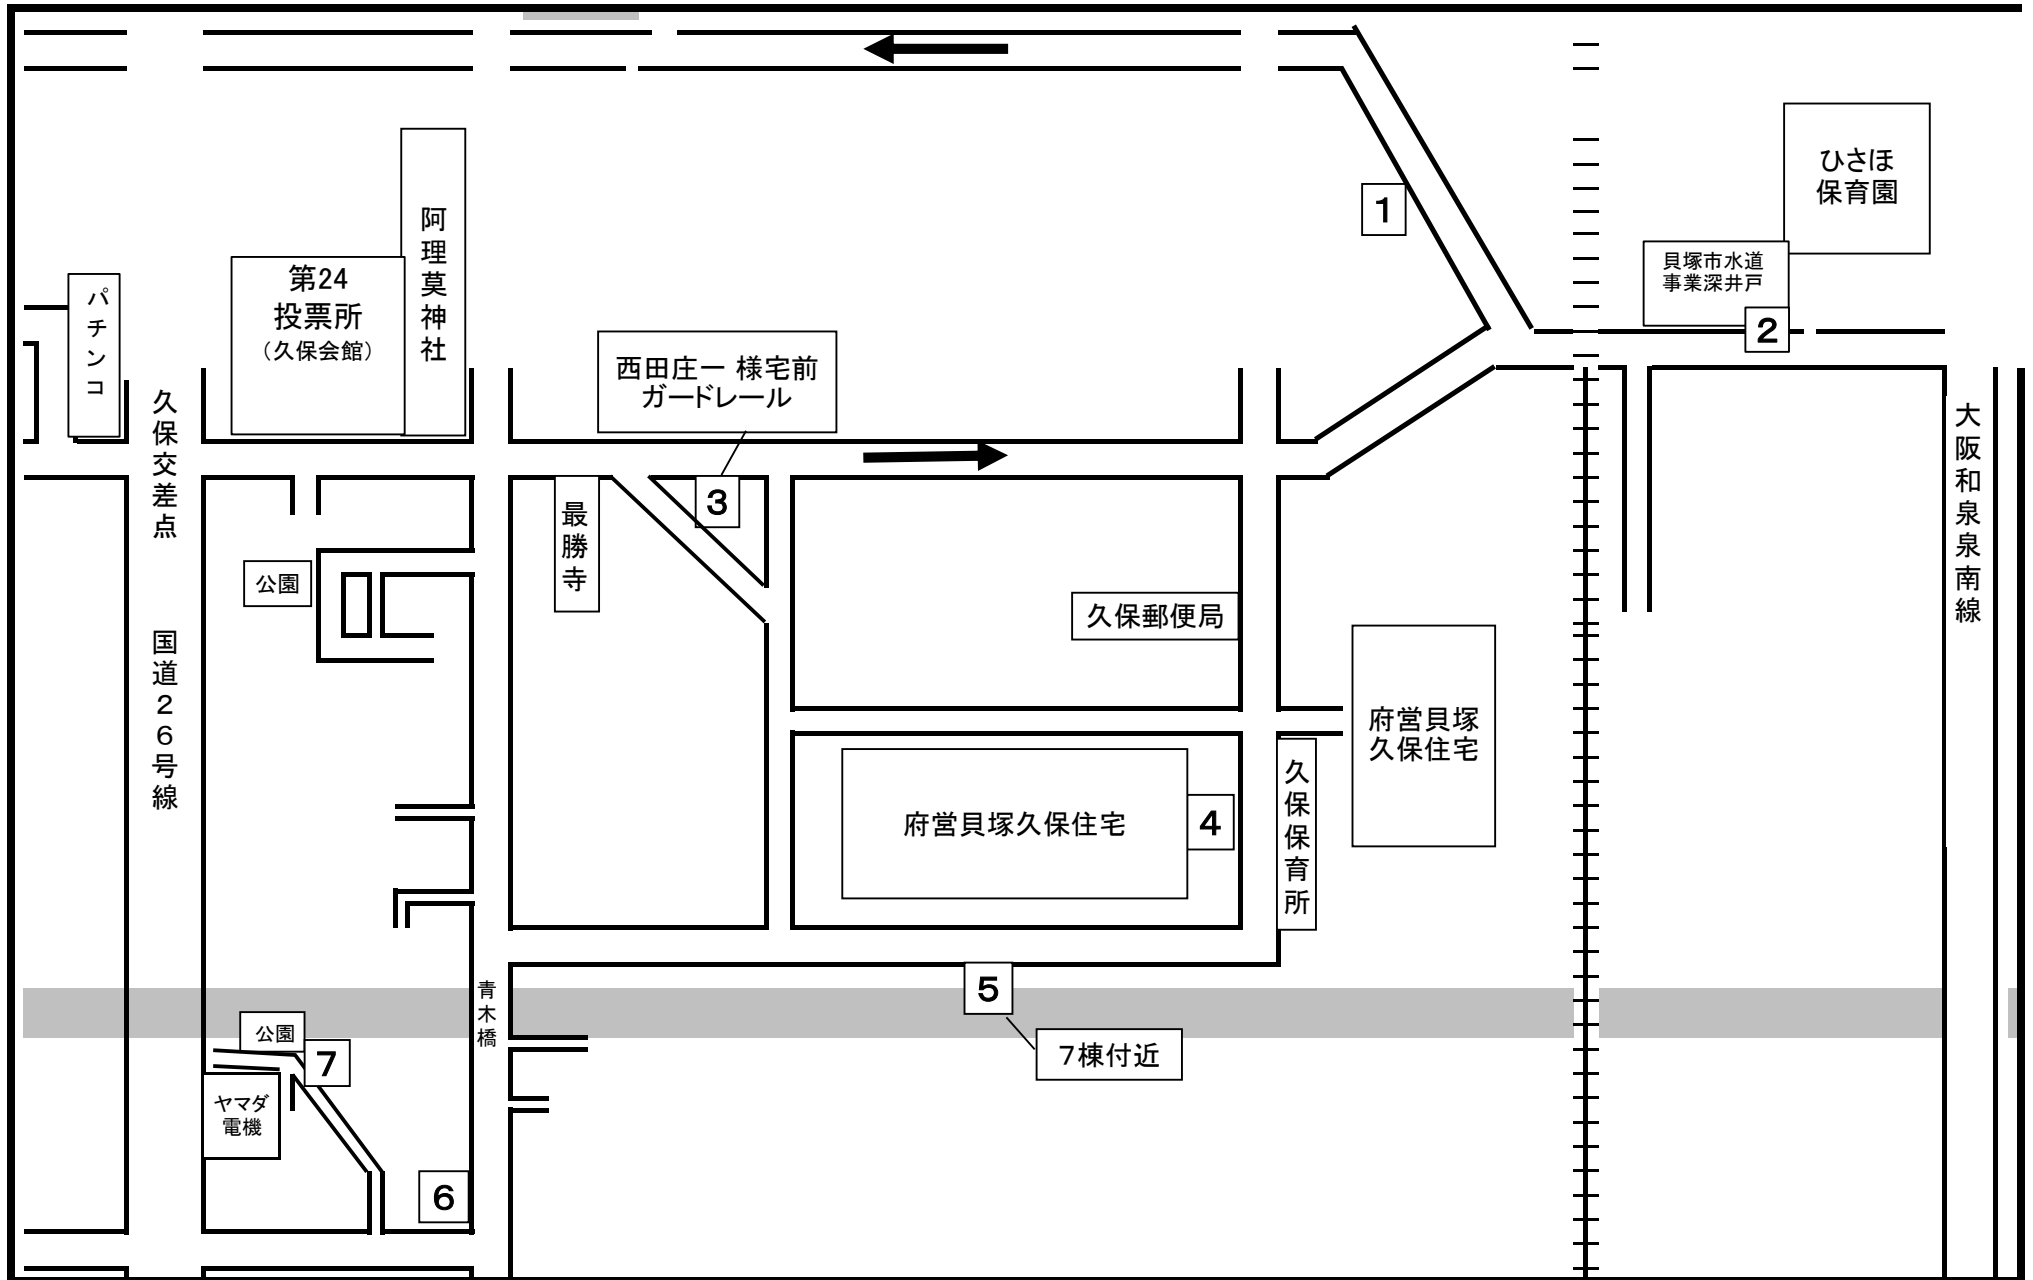 1
ひさほ
保育園
貝塚市水道
事業深井戸
2
阿理莫神社
第24
投票所
（久保会館）
パチンコ
西田庄一 様宅前
ガードレール
3
久保交差点
国道２６号線
大阪和泉泉南線
最勝寺
公園
久保郵便局
府営貝塚
久保住宅
府営貝塚久保住宅
4
久保保育所
青木橋
5
７棟付近
公園
7
ヤマダ
電機
6